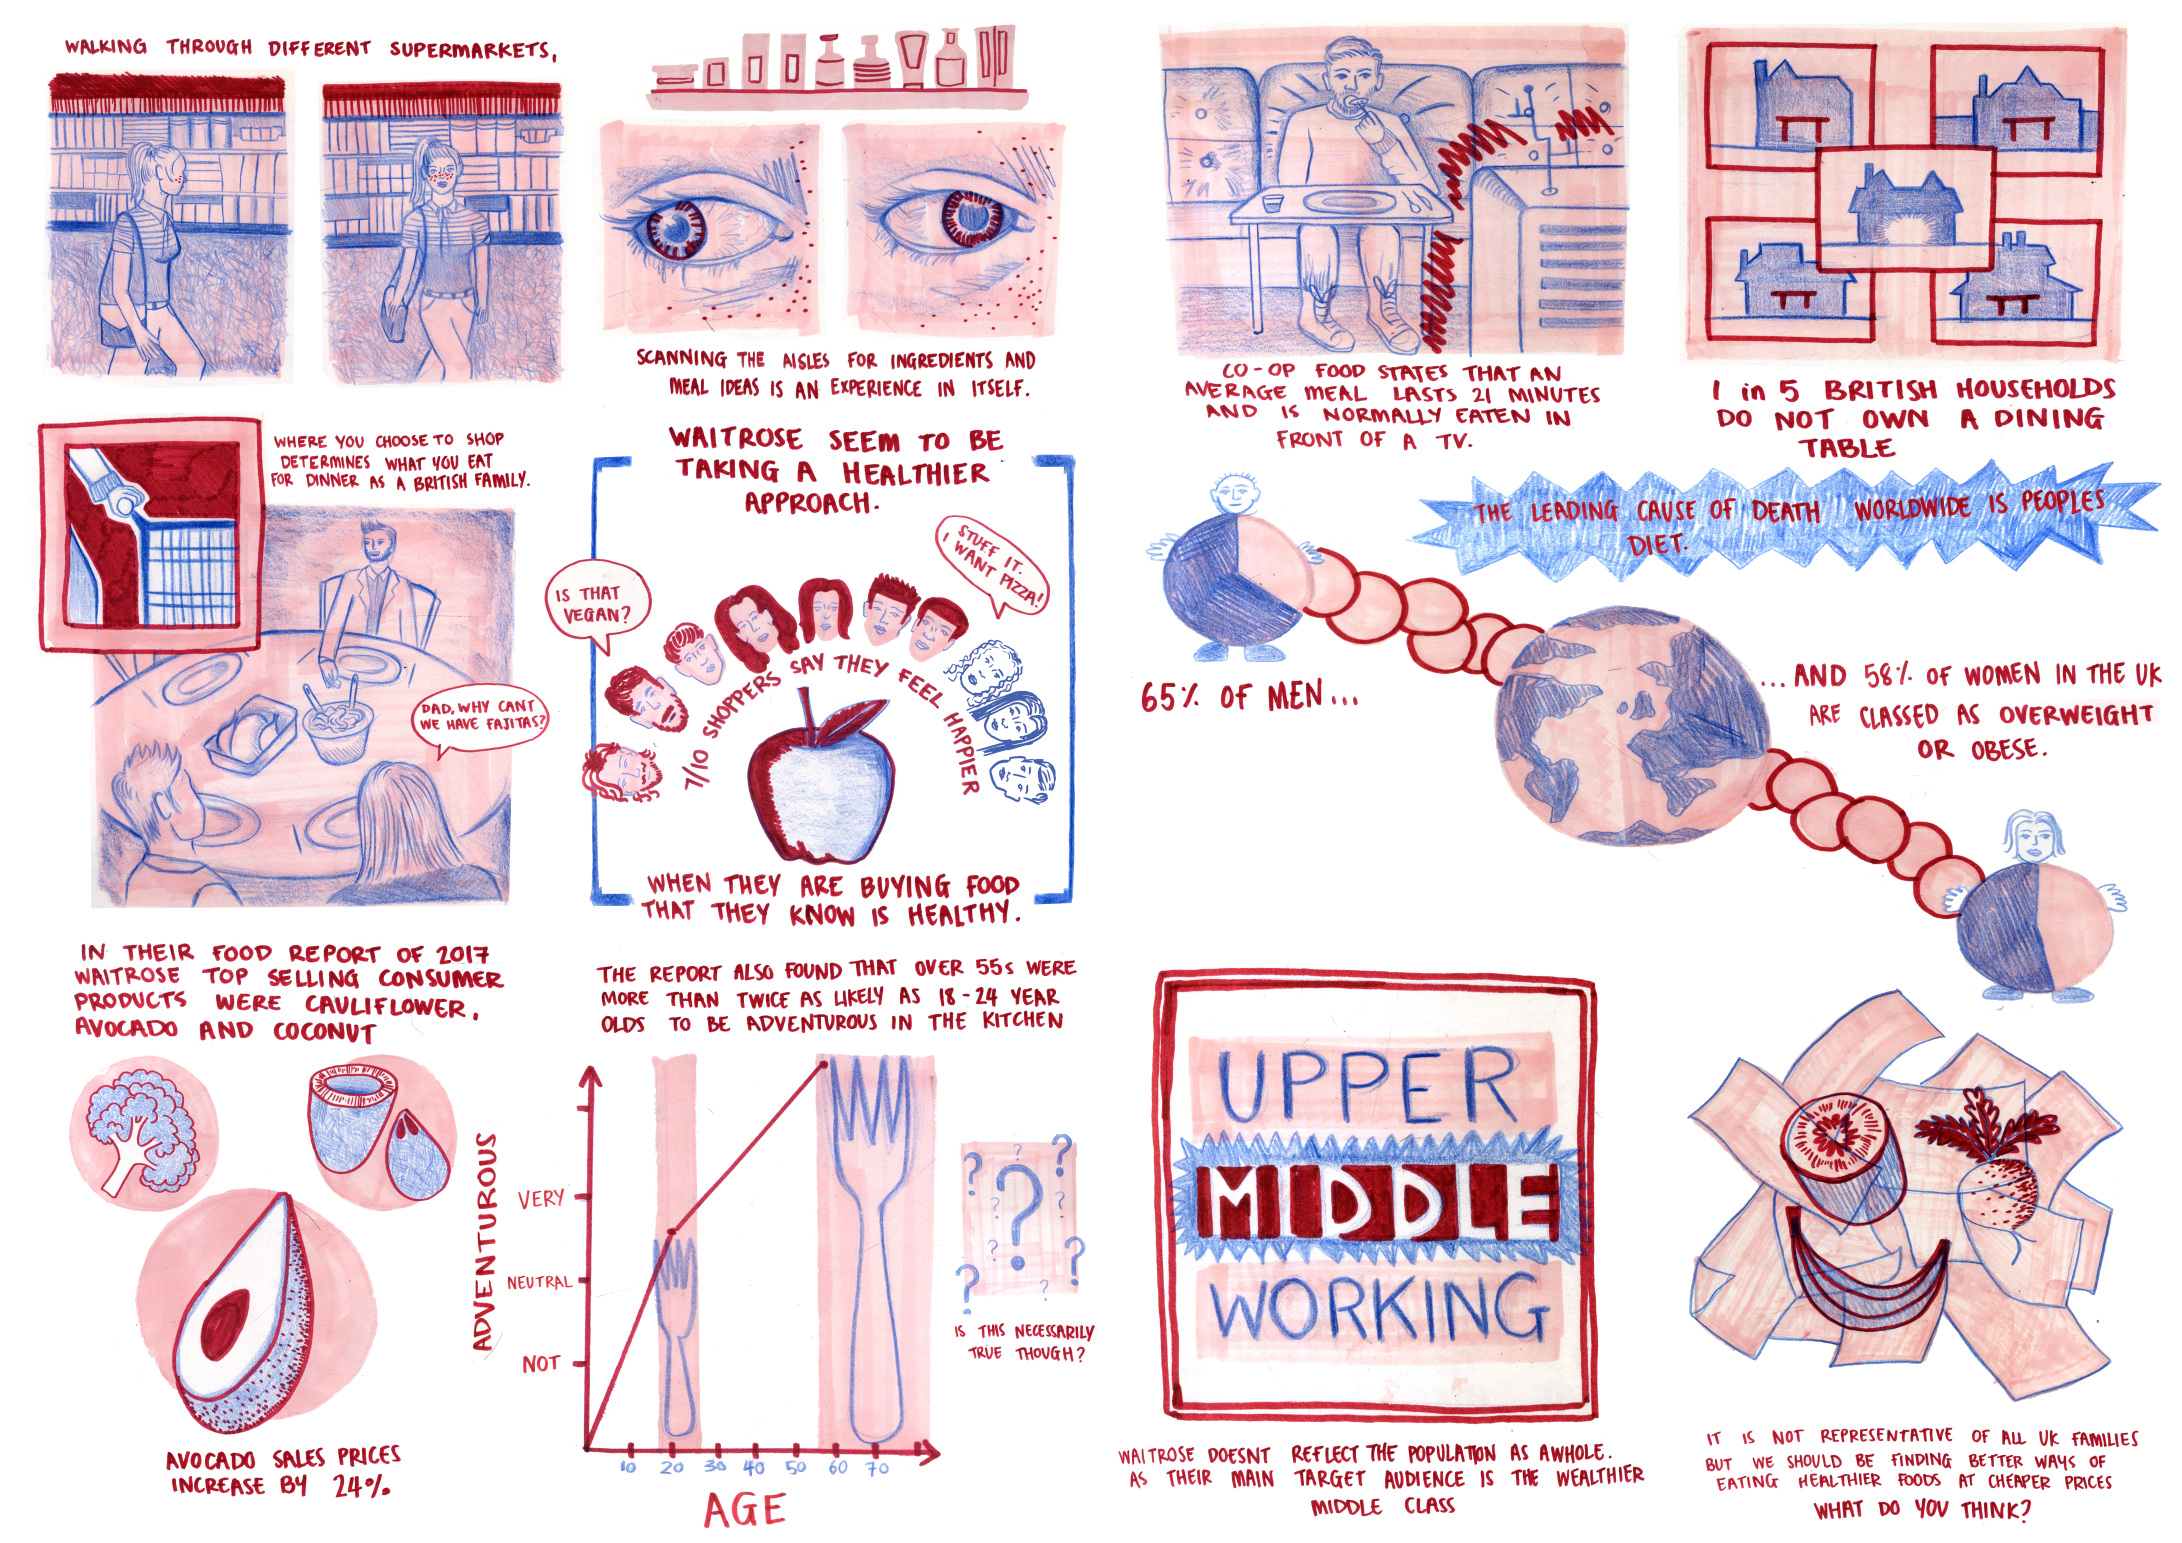 WALKING THROUGH DIFFERENT SUPERMARKETS,
SCANNING THE AISLES FOR INGREDIENTS AND
MEAL IDEAS IS AN EXPERIENCE IN ITSELF.
WHERE YOU CHOOSE TO SHOP
DETERMINES WHAT YOU EAT
FOR DINNER AS A BRITISH FAMILY.
DAD, WHY CANT
WE HAVE FAJITAS?
WAITROSE SEEM TO BE
TAKING A HEALTHIER
APPROACH.
IS THAT
VEGAN?
STUFF IT.
I WANT PIZZA!
7/10 SHOPPERS SAY THEY FEEL HAPPIER
WHEN THEY ARE BUYING FOOD
THAT THEY KNOW IS HEALTHY.
IN THEIR FOOD REPORT OF 2017
WAITROSE TOP SELLING CONSUMER
PRODUCTS WERE CAULIFLOWER,
AVOCADO AND COCONUT
AVOCADO SALES PRICES
INCREASE BY 24%.
THE REPORT ALSO FOUND THAT OVER 55s WERE
MORE THAN TWICE AS LIKELY AS 18-24 YEAR
OLDS TO BE ADVENTUROUS IN THE KITCHEN
ADVENTUROUS
VERY
NEUTRAL
NOT
10 20 30 40 50 60 70
AGE
IS THIS NECESSARILY
TRUE THOUGH?
CO-OP FOOD STATES THAT AN
AVERAGE MEAL LASTS 21 MINUTES
AND IS NORMALLY EATEN IN
FRONT OF A TV.
1 in 5 BRITISH HOUSEHOLDS
DO NOT OWN A DINING
TABLE
THE LEADING CAUSE OF DEATH WORLDWIDE IS PEOPLES
DIET.
65% OF MEN...
...AND 58% OF WOMEN IN THE UK
ARE CLASSED AS OVERWEIGHT
OR OBESE.
UPPER
MIDDLE
WORKING
WAITROSE DOESNT REFLECT THE POPULATION AS AWHOLE.
AS THEIR MAIN TARGET AUDIENCE IS THE WEALTHIER
MIDDLE CLASS
IT IS NOT REPRESENTATIVE OF ALL UK FAMILIES
BUT WE SHOULD BE FINDING BETTER WAYS OF
EATING HEALTHIER FOODS AT CHEAPER PRICES
WHAT DO YOU THINK?